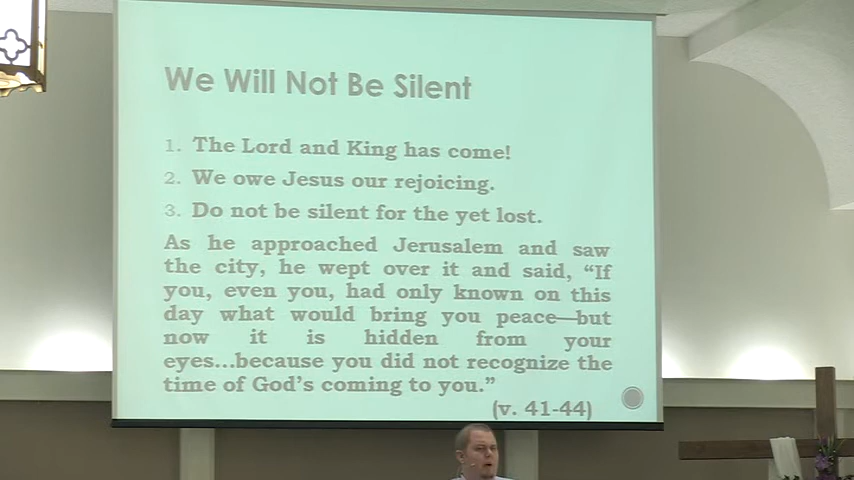 We Will Not Be Silent
1. The Lord and King has come!
2. We owe Jesus our rejoicing.
3. Do not be silent for the yet lost.
As he approached Jerusalem and saw
the city, he wept over it and said, “If
you, even you, had only known on this
day what would bring you peace—but
now it is hidden from your
eyes...because you did not recognize the
time of God’s coming to you.”
(v. 41-44)